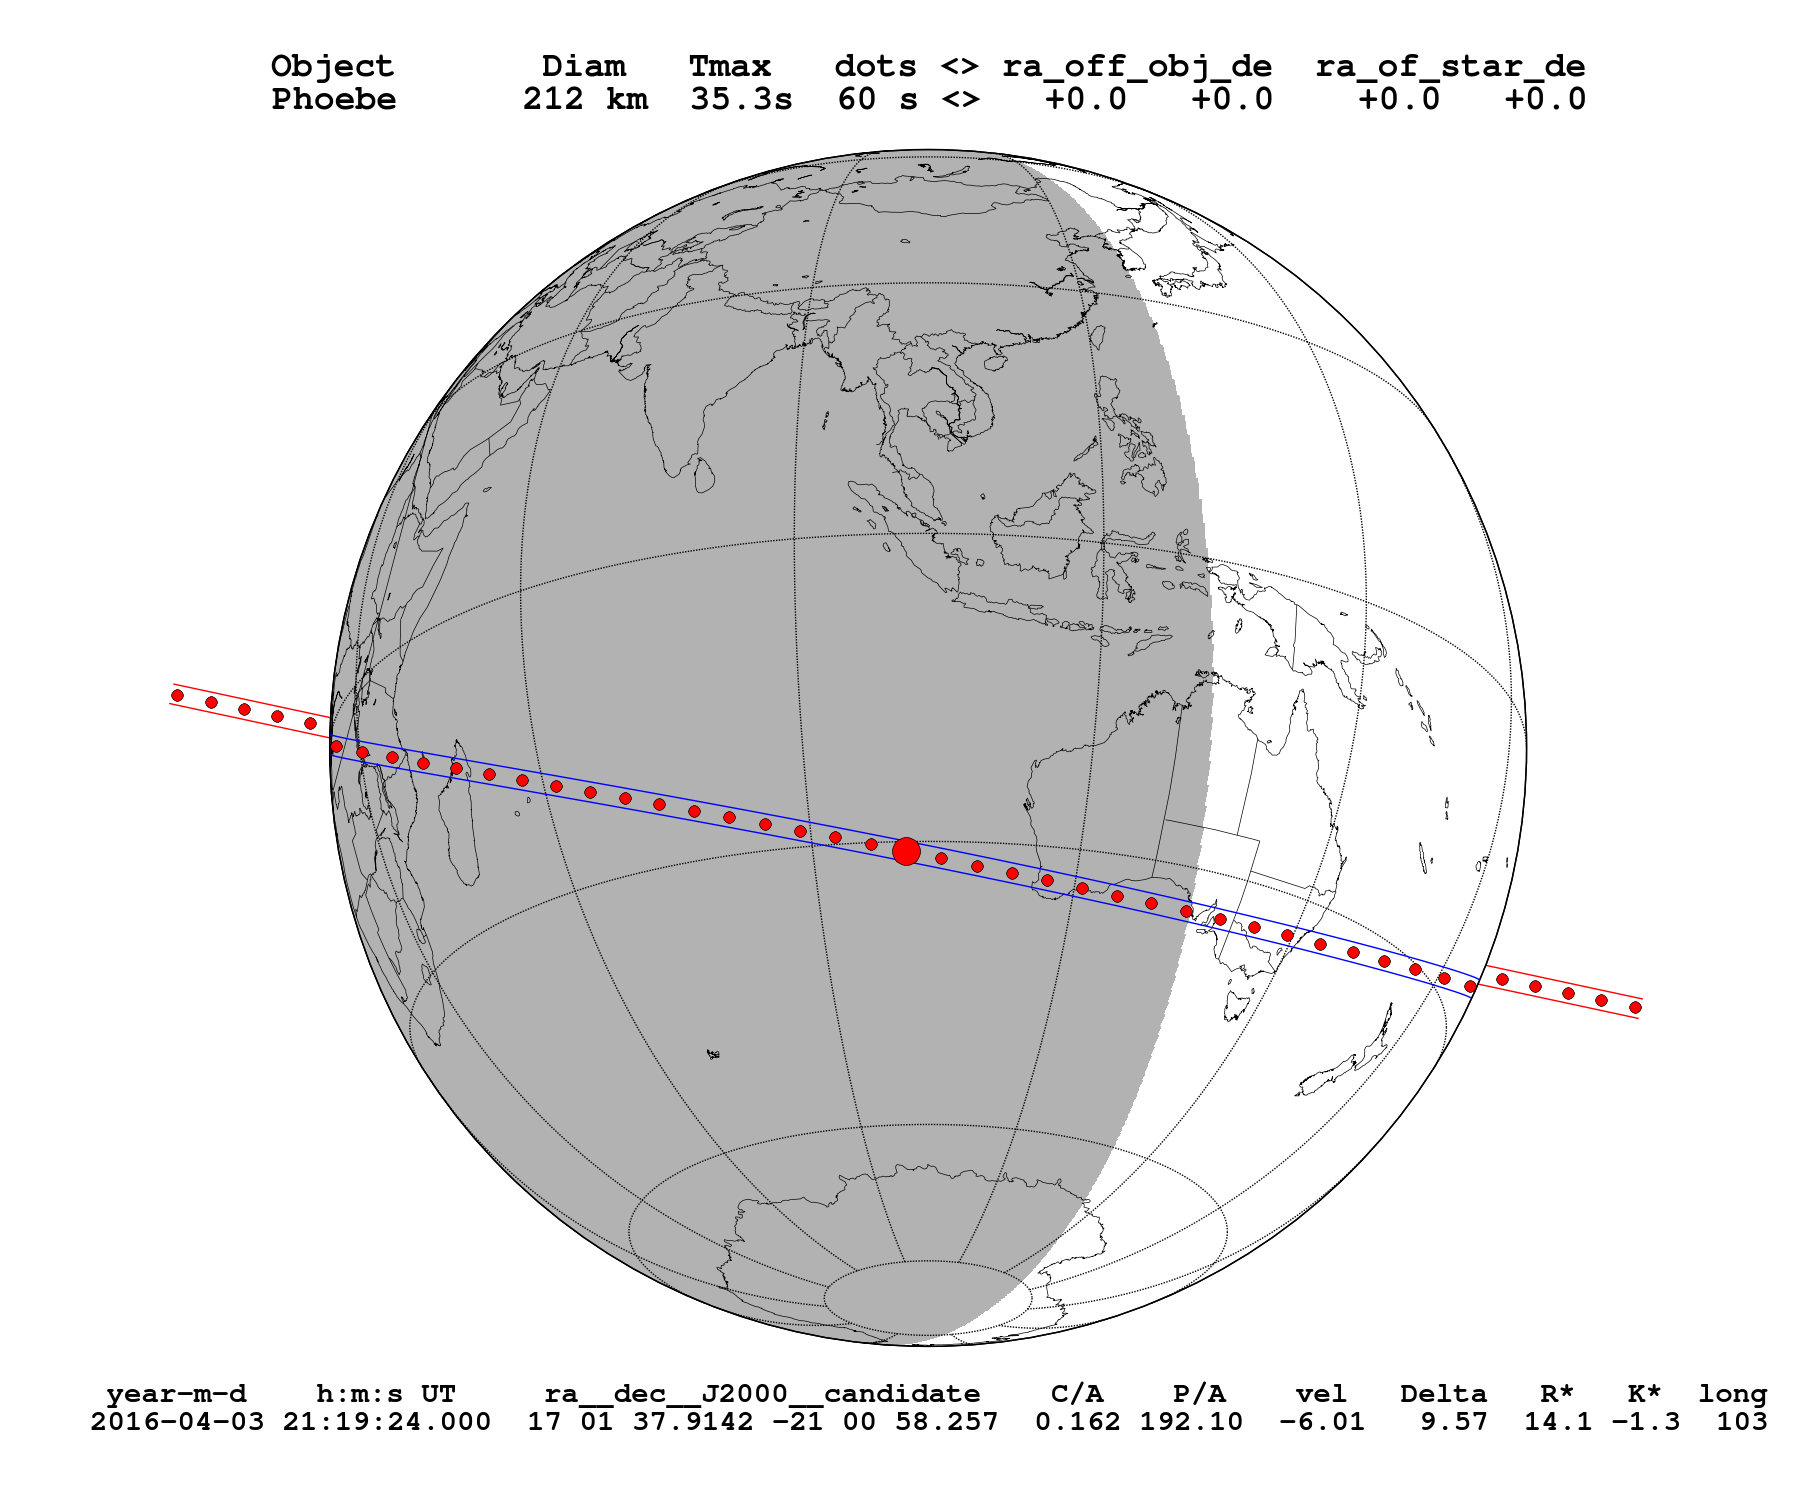 Object Diam Tmax dots <> ra_off_obj_de ra_of_star_de
Phoebe 212 km 35.3s 60 s <> +0.0 +0.0 +0.0 +0.0
year-m-d h:m:s UT ra__dec__J2000__candidate C/A P/A vel Delta R* K* long
2016-04-03 21:19:24.000 17 01 37.9142 -21 00 58.257 0.162 192.10 -6.01 9.57 14.1 -1.3 103